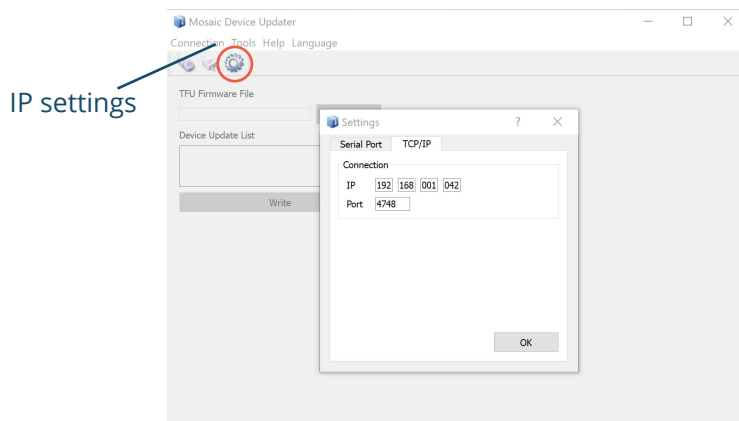 Mosaic Device Updater
Connection Tools Help Language
IP settings
TFU Firmware File
Device Update List
Write
Settings
?
Serial Port TCP/IP
Connection
IP 192 168 001 042
Port 4748
OK